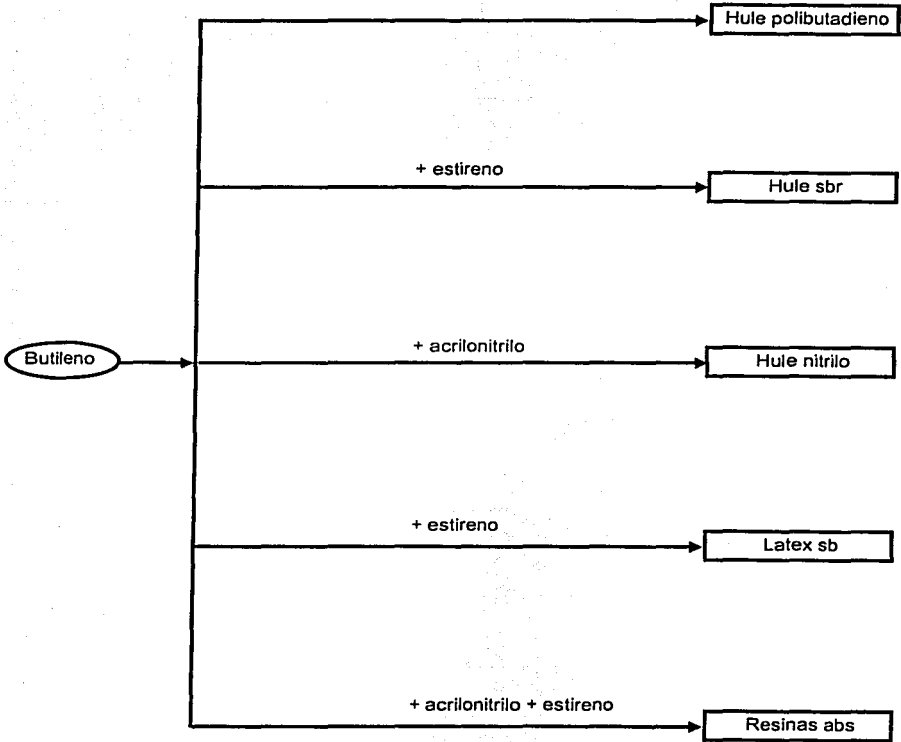 Hule polibutadieno
+ estireno
Hule sbr
+ acrilonitrilo
Butileno
Hule nitrilo
+ estireno
Latex sb
+ acrilonitrilo + estireno
Resinas abs